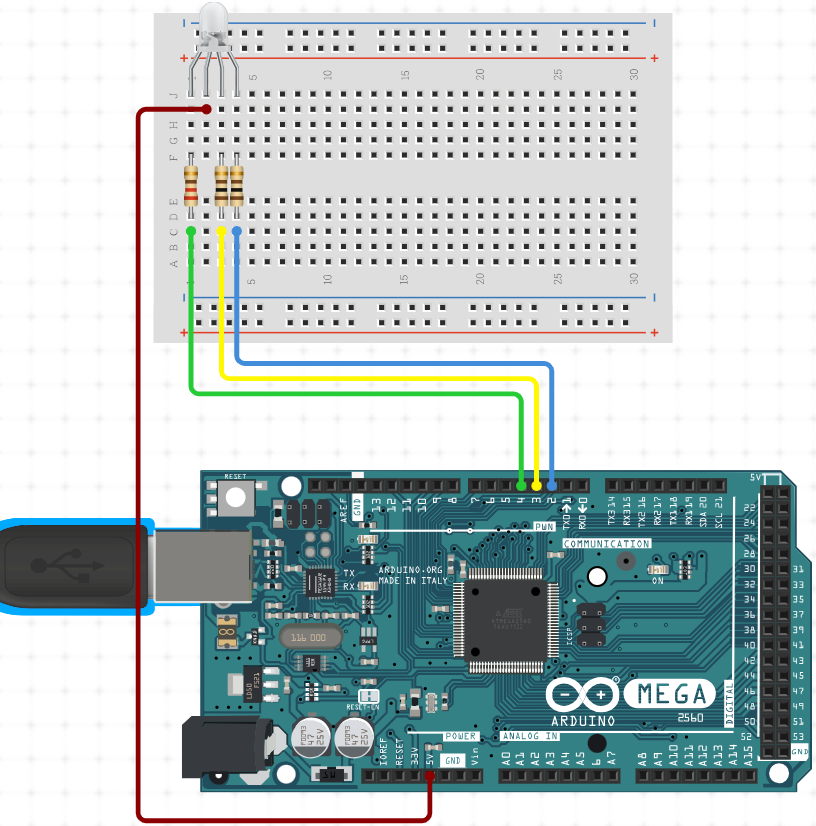 5
10
15
20
25
30
J
H
G
F
E
D
C
B
A
1
5
10
15
20
25
30
RESET
AREF
GND
13
12
11
10
9
8
7
6
5
4
3
2
TX0 1
RX0 0
TX3 14
RX3 15
TX2 16
RX2 17
TX1 18
RX1 19
SDA 20
SCL 21
5V
PWM
COMMUNICATION
22
24
26
28
30 31
32 33
34 35
36 37
38 39
40 41
42 43
44 45
46 47
48 49
50 51
52 53
GND
TX
RX
ARDUINO.ORG
MADE IN ITALY
ON
ICSP
16 000
RESET-EN
47
25V
47
25V
MEGA
2560
ARDUINO
DIGITAL
POWER
ANALOG IN
IOREF
RESET
3.3V
5V
GND
Vin
A0
A1
A2
A3
A4
A5
6
A7
A8
A9
A10
A11
A12
A13
A14
A15